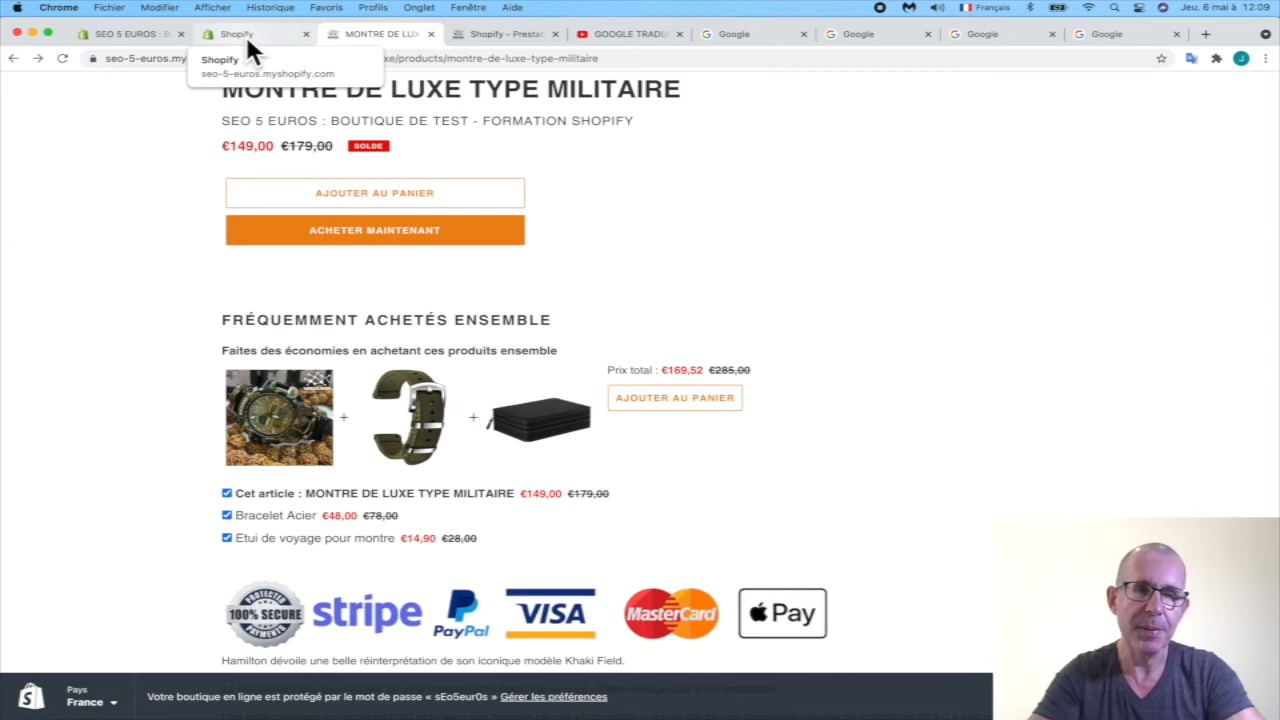 Chrome Fichier Modifier Afficher Historique Favoris Profils Onglet Fenêtre Aide Français Jeu. 6 mai à 12:09
SEO 5 EUROS : B Shopify MONTRE DE LUX Shopify - Prestat GOOGLE TRADU Google Google Google Google
seo-5-euros.my xe/products/montre-de-luxe-type-militaire J
Shopify
seo-5-euros.myshopify.com
MONTRE DE LUXE TYPE MILITAIRE
SEO 5 EUROS : BOUTIQUE DE TEST - FORMATION SHOPIFY
€149,00 €179,00 SOLDE
AJOUTER AU PANIER
ACHETER MAINTENANT
FRÉQUEMMENT ACHETÉS ENSEMBLE
Faites des économies en achetant ces produits ensemble
Prix total : €169,52 €285,00
AJOUTER AU PANIER
+ +
Cet article : MONTRE DE LUXE TYPE MILITAIRE €149,00 €179,00
Bracelet Acier €48,00 €78,00
Etui de voyage pour montre €14,90 €28,00
PROTECTED 100% SECURE PAYMENTS stripe PayPal VISA MasterCard Pay
Hamilton dévoile une belle réinterprétation de son iconique modèle Khaki Field.
Pays
France
Votre boutique en ligne est protégé par le mot de passe « sEo5eur0s » Gérer les préférences